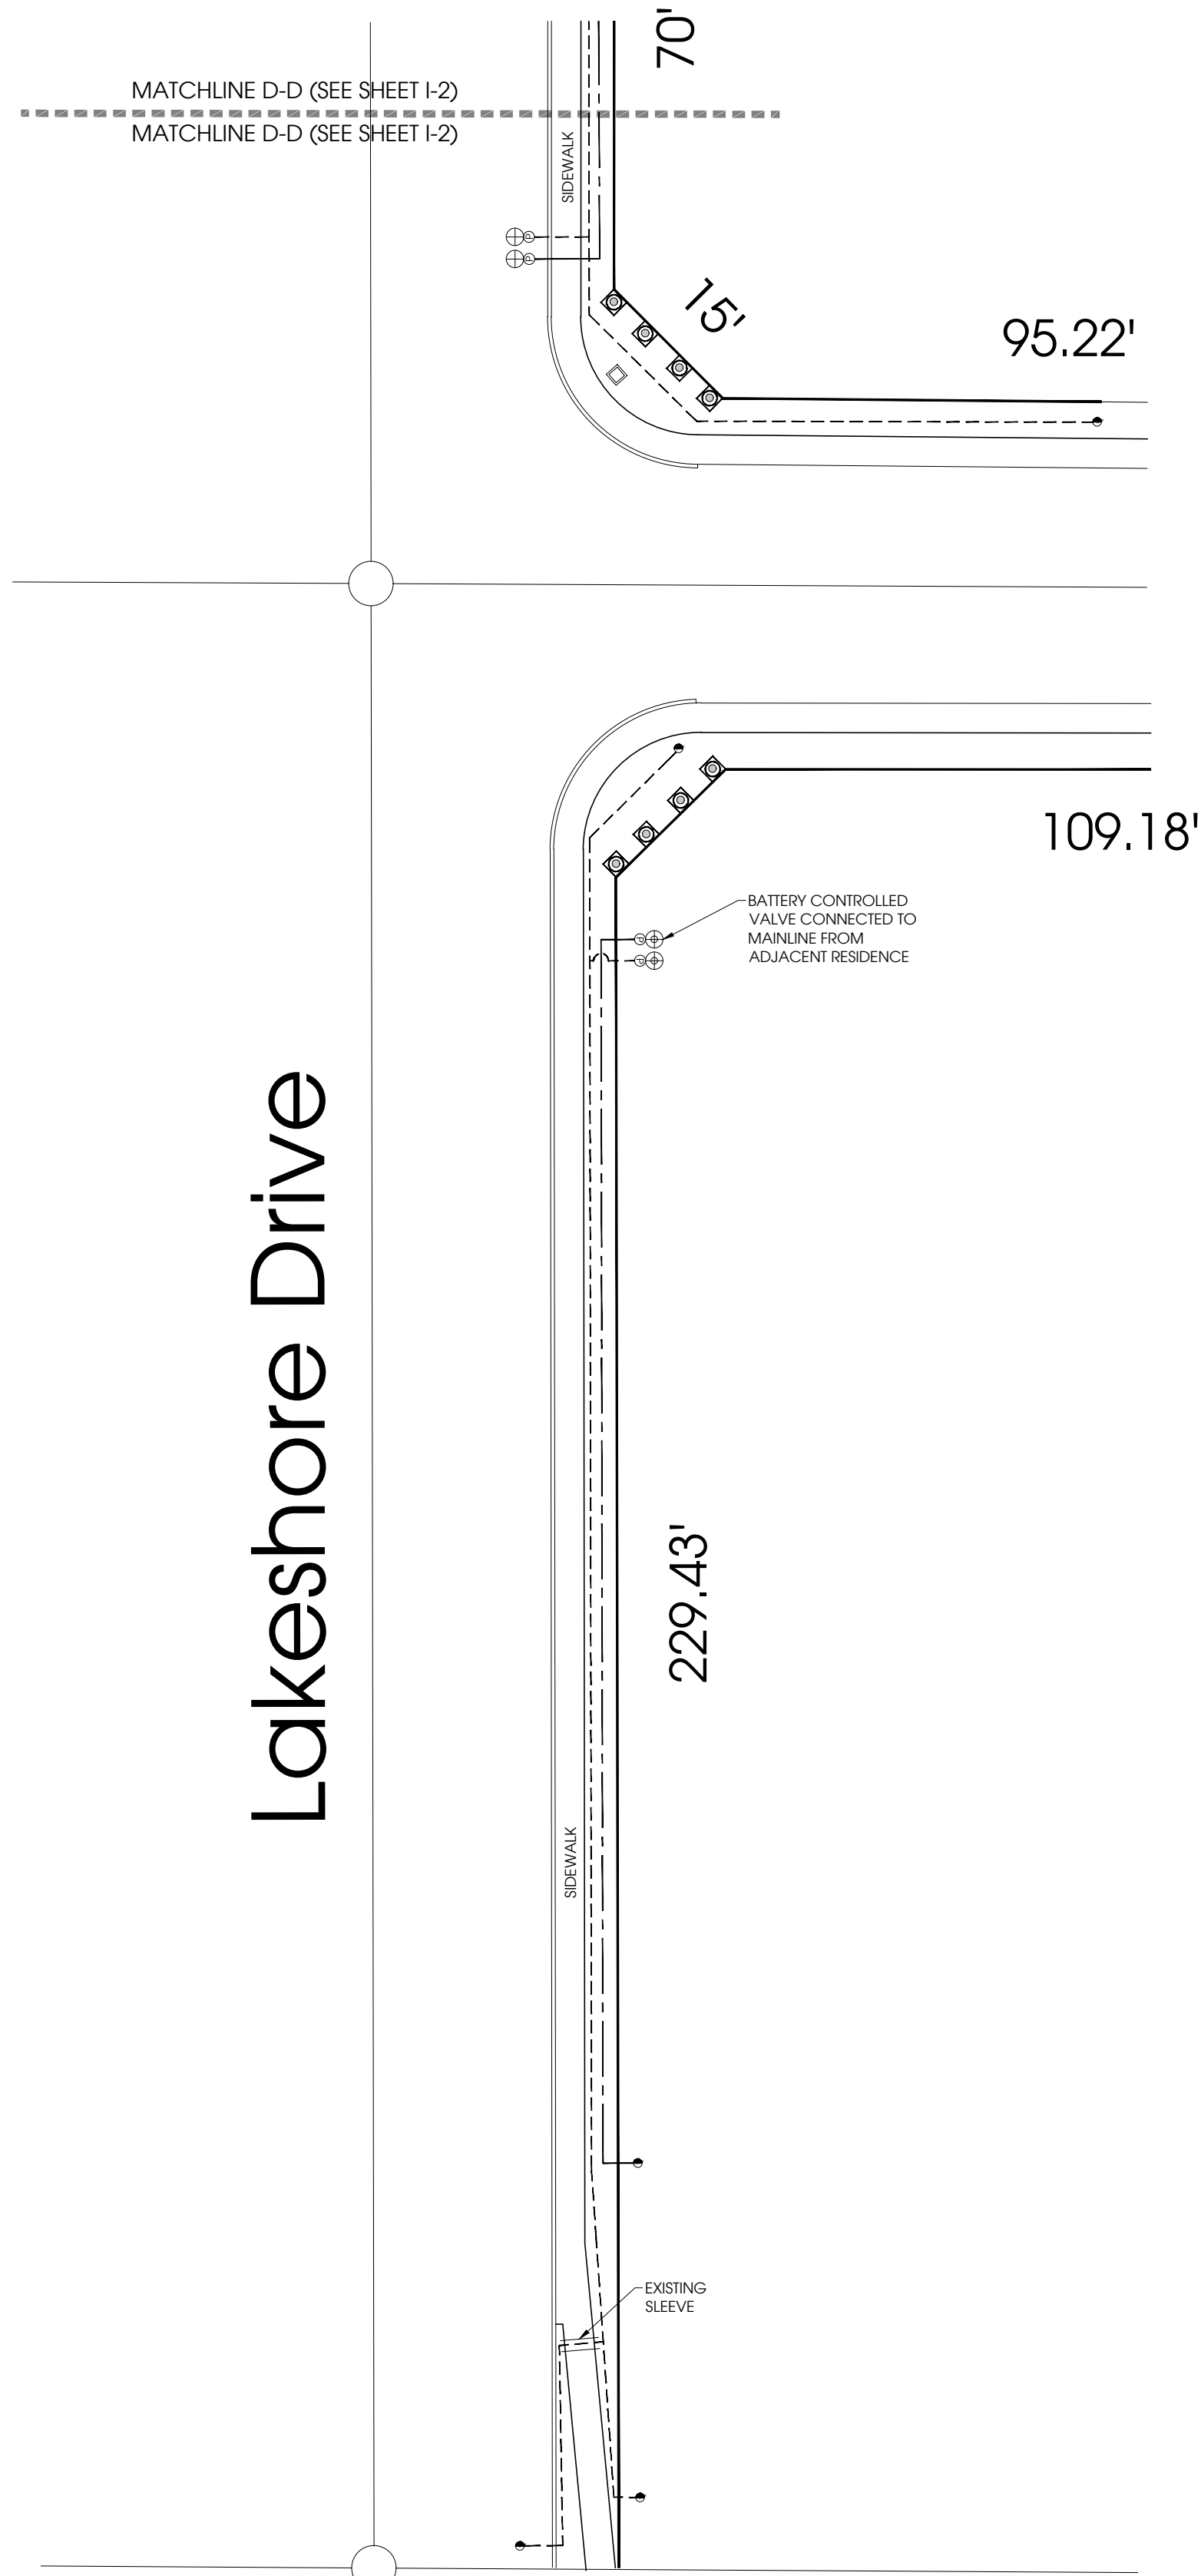 70'
MATCHLINE D-D (SEE SHEET I-2)
MATCHLINE D-D (SEE SHEET I-2)
SIDEWALK
P
P
15'
95.22'
109.18'
BATTERY CONTROLLED
VALVE CONNECTED TO
MAINLINE FROM
ADJACENT RESIDENCE
P
P
Lakeshore Drive
229.43'
SIDEWALK
EXISTING
SLEEVE